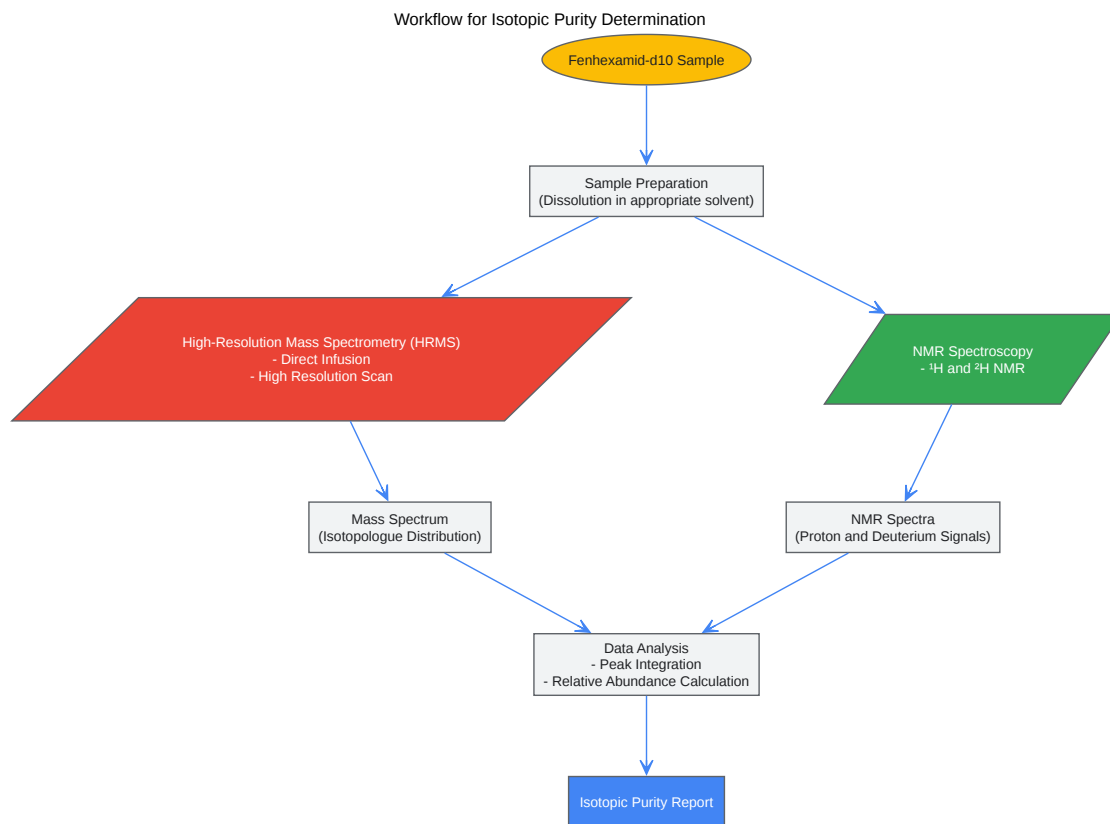 Workflow for Isotopic Purity Determination
Fenhexamid-d10 Sample
Sample Preparation
(Dissolution in appropriate solvent)
High-Resolution Mass Spectrometry (HRMS)
- Direct Infusion
- High Resolution Scan
NMR Spectroscopy
- ¹H and ²H NMR
Mass Spectrum
(Isotopologue Distribution)
NMR Spectra
(Proton and Deuterium Signals)
Data Analysis
- Peak Integration
- Relative Abundance Calculation
Isotopic Purity Report